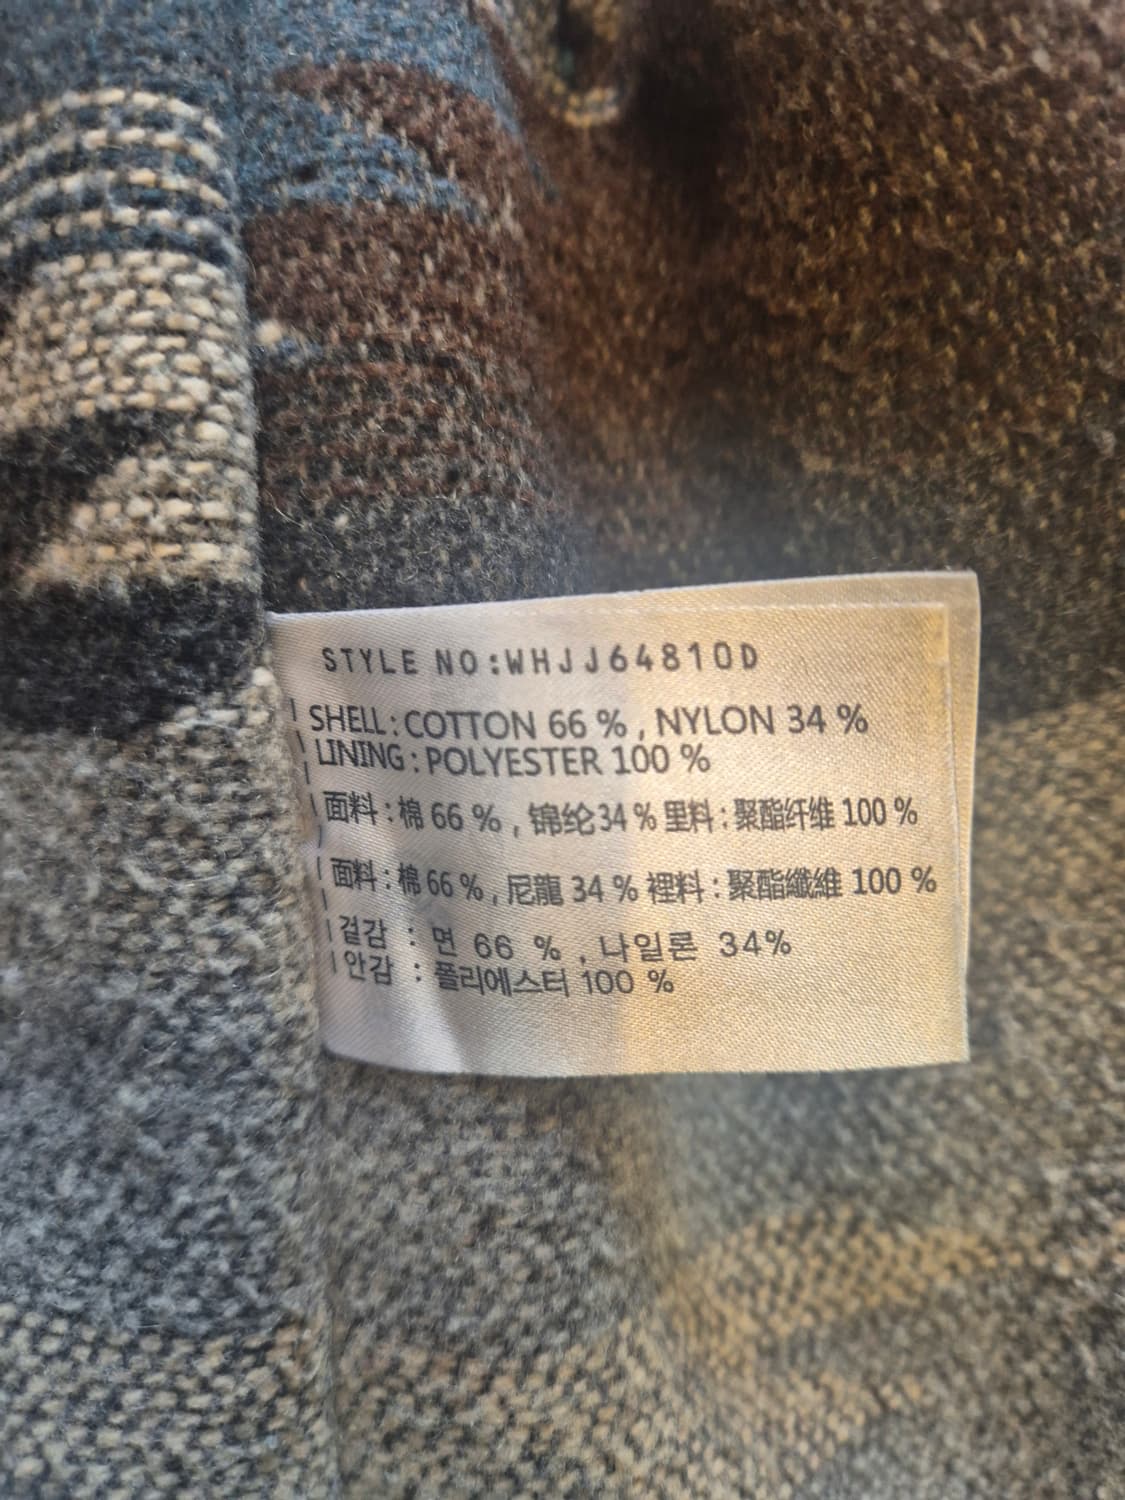 STYLE NO:WHJJ64810D
SHELL:COTTON 66 %, NYLON 34 %
LINING:POLYESTER 100 %
面料:棉 66 %, 锦纶34 % 里料:聚酯纤维 100 %
面料:棉 66 %, 尼龍 34 % 裡料:聚酯纖維 100 %
겉감 : 면 66 %, 나일론 34%
안감 : 폴리에스터 100 %